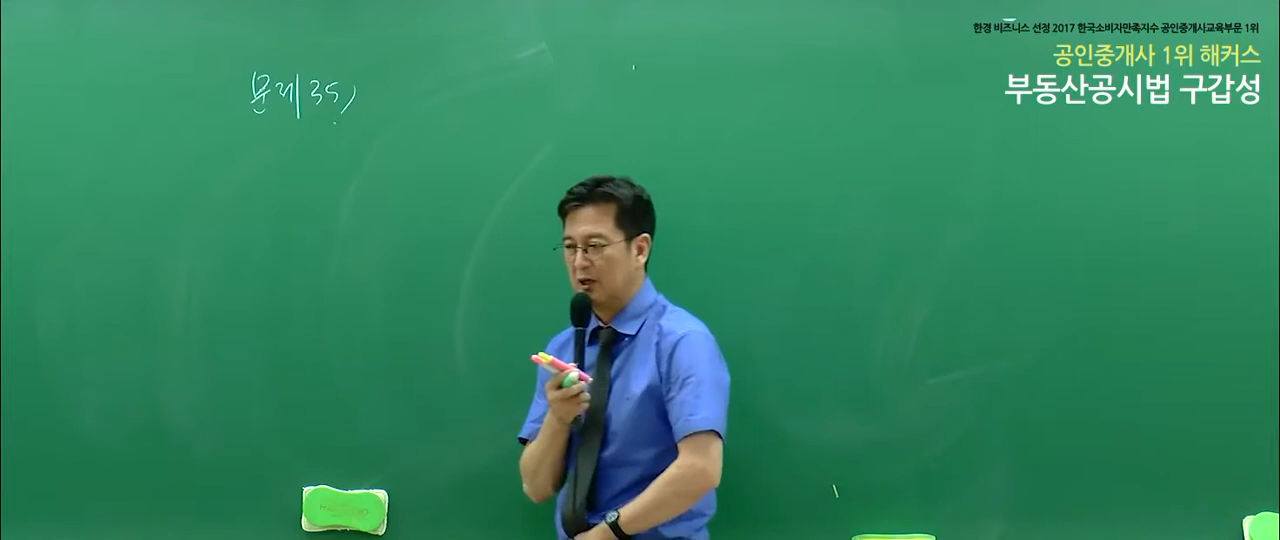 한경 비즈니스 선정 2017 한국소비자만족지수 공인중개사교육부문 1위
공인중개사 1위 해커스
부동산공시법 구갑성
문제 35)